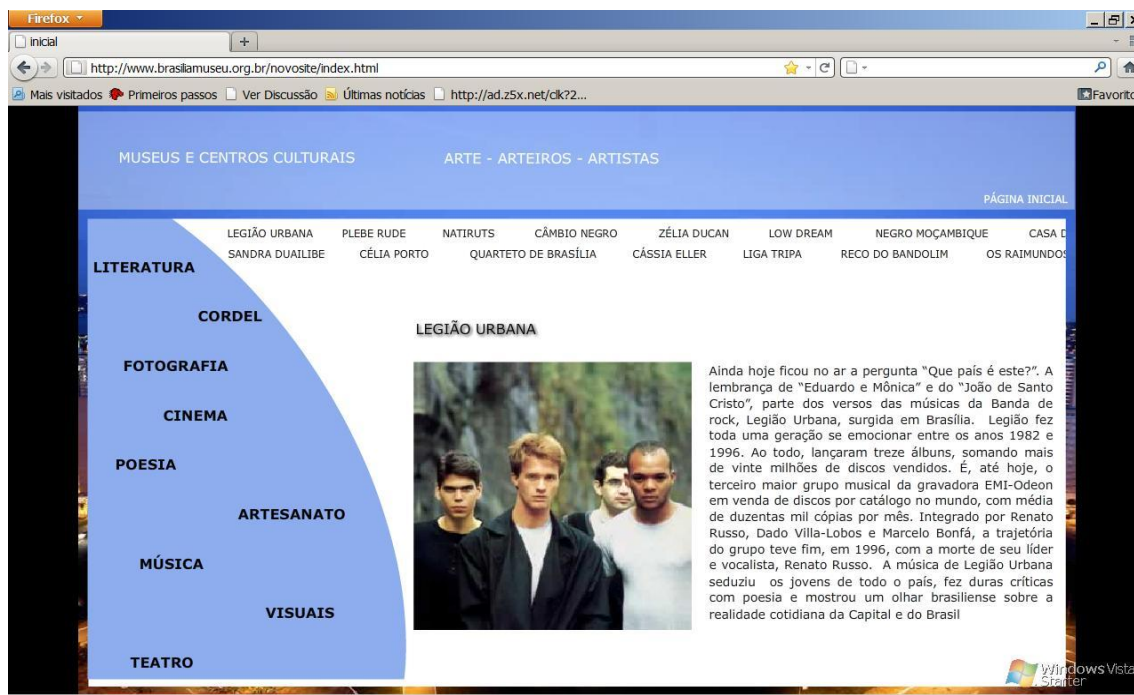 Firefox
inicial
http://www.brasiliamuseu.org.br/novosite/index.html
Mais visitados Primeiros passos Ver Discussão Últimas notícias http://ad.z5x.net/clk?2... Favorito
MUSEUS E CENTROS CULTURAIS ARTE - ARTEIROS - ARTISTAS
PÁGINA INICIAL
LEGIÃO URBANA PLEBE RUDE NATIRUTS CÂMBIO NEGRO ZÉLIA DUCAN LOW DREAM NEGRO MOÇAMBIQUE CASA D
SANDRA DUAILIBE CÉLIA PORTO QUARTETO DE BRASÍLIA CÁSSIA ELLER LIGA TRIPA RECO DO BANDOLIM OS RAIMUNDOS
LITERATURA
CORDEL
FOTOGRAFIA
CINEMA
POESIA
ARTESANATO
MÚSICA
VISUAIS
TEATRO
LEGIÃO URBANA
Ainda hoje ficou no ar a pergunta “Que país é este?”. A
lembrança de “Eduardo e Mônica” e do “João de Santo
Cristo”, parte dos versos das músicas da Banda de
rock, Legião Urbana, surgida em Brasília. Legião fez
toda uma geração se emocionar entre os anos 1982 e
1996. Ao todo, lançaram treze álbuns, somando mais
de vinte milhões de discos vendidos. É, até hoje, o
terceiro maior grupo musical da gravadora EMI-Odeon
em venda de discos por catálogo no mundo, com média
de duzentas mil cópias por mês. Integrado por Renato
Russo, Dado Villa-Lobos e Marcelo Bonfá, a trajetória
do grupo teve fim, em 1996, com a morte de seu líder
e vocalista, Renato Russo. A música de Legião Urbana
seduziu os jovens de todo o país, fez duras críticas
com poesia e mostrou um olhar brasiliense sobre a
realidade cotidiana da Capital e do Brasil
Windows Vista
Starter